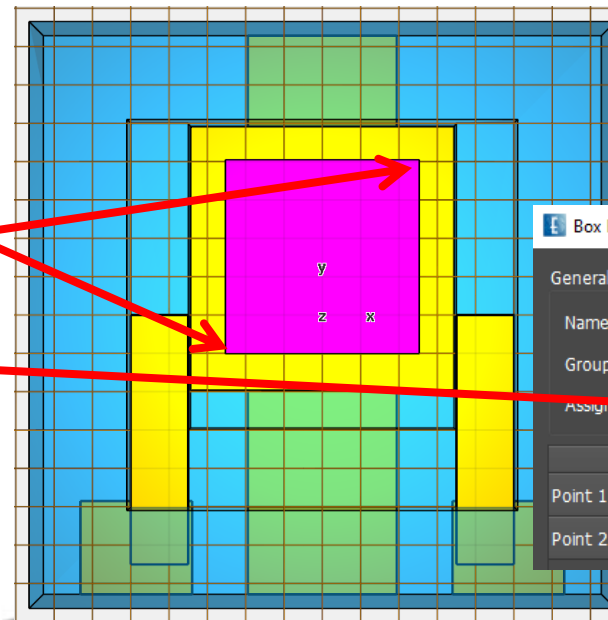 y
z x
Box
General
Name
Group
Assign
Point 1
Point 2